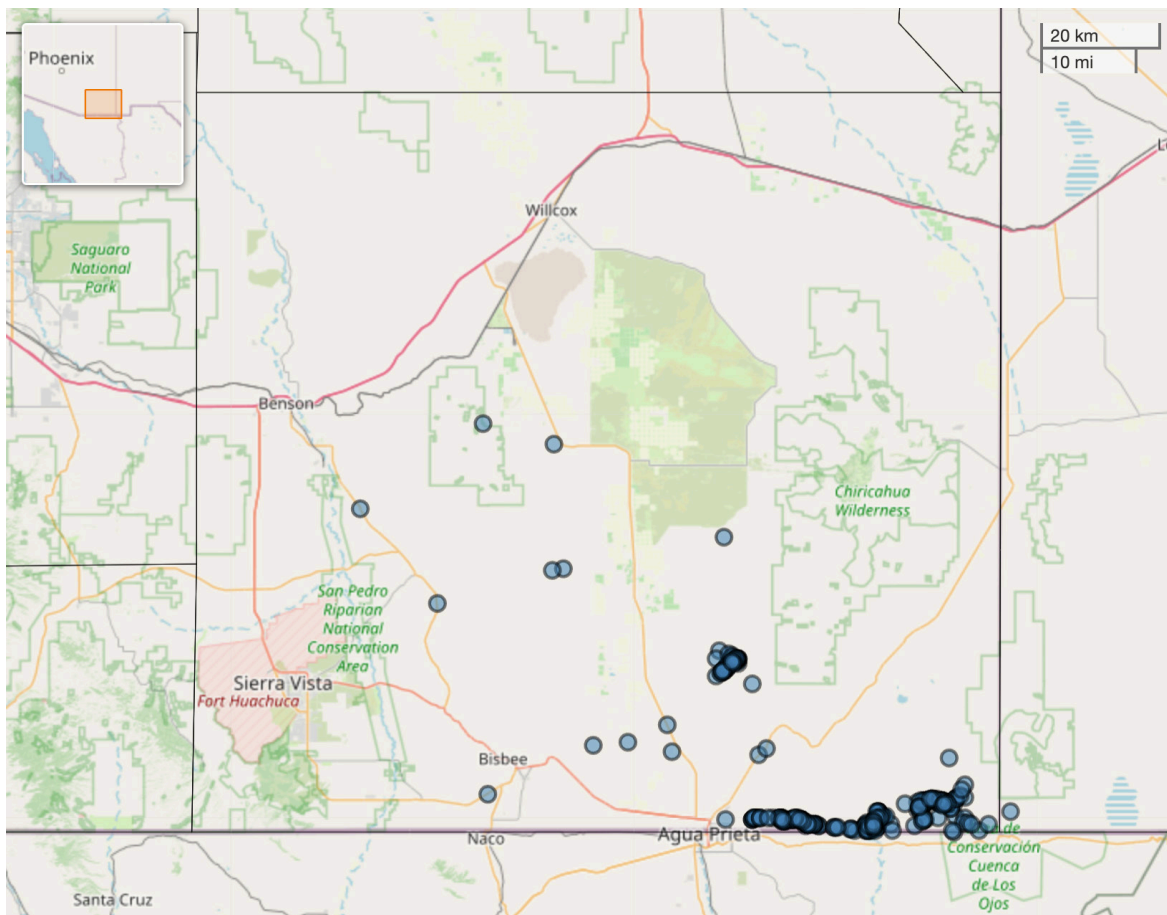 Phoenix
20 km
10 mi
Willcox
Saguaro
National
Park
Benson
Chiricahua
Wilderness
San Pedro
Riparian
National
Conservation
Area
Sierra Vista
Fort Huachuca
Bisbee
Naco
Agua Prieta
de
Conservación
Cuenca
de Los
Ojos
Santa Cruz